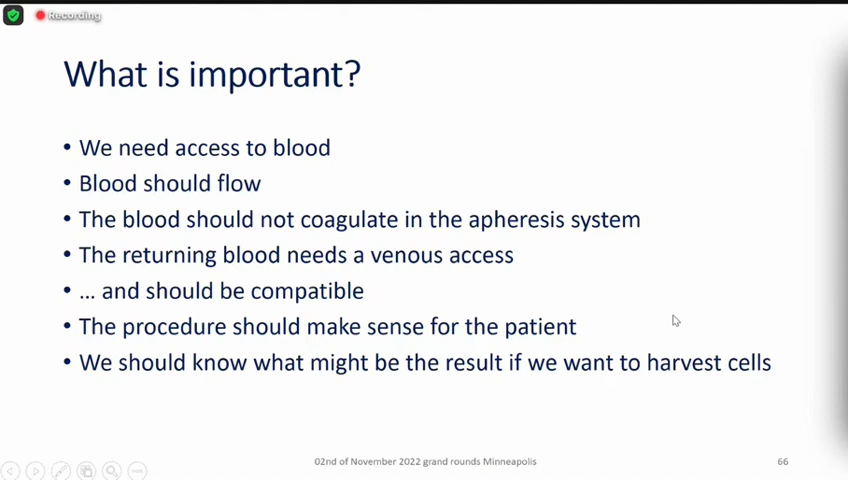 Recording
What is important?
• We need access to blood
• Blood should flow
• The blood should not coagulate in the apheresis system
• The returning blood needs a venous access
• ... and should be compatible
• The procedure should make sense for the patient
• We should know what might be the result if we want to harvest cells
02nd of November 2022 grand rounds Minneapolis
66